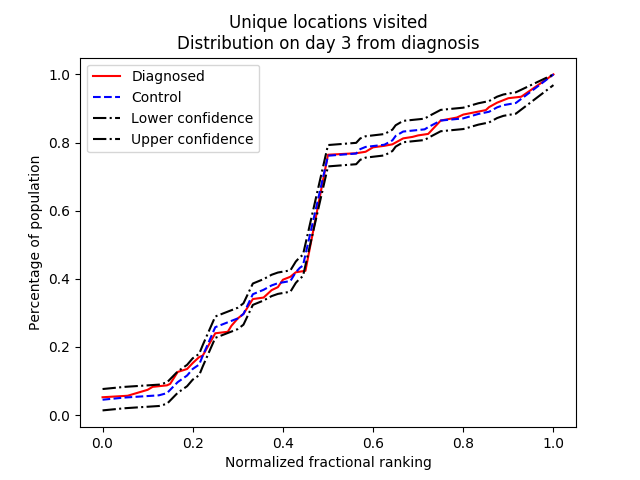 Unique locations visited
Distribution on day 3 from diagnosis
Diagnosed
Control
Lower confidence
Upper confidence
Percentage of population
1.0
0.8
0.6
0.4
0.2
0.0
0.0 0.2 0.4 0.6 0.8 1.0
Normalized fractional ranking